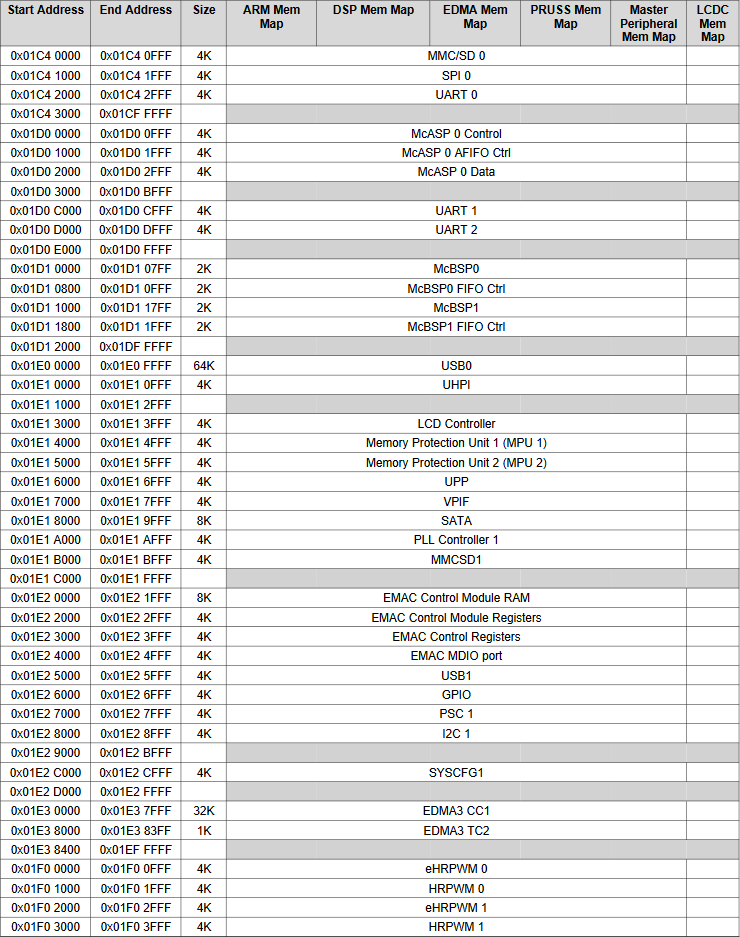 Start Address End Address Size ARM Mem Map DSP Mem Map EDMA Mem Map PRUSS Mem Map Master Peripheral Mem Map LCDC Mem Map
0x01C4 0000 0x01C4 0FFF 4K MMC/SD 0
0x01C4 1000 0x01C4 1FFF 4K SPI 0
0x01C4 2000 0x01C4 2FFF 4K UART 0
0x01C4 3000 0x01CF FFFF
0x01D0 0000 0x01D0 0FFF 4K McASP 0 Control
0x01D0 1000 0x01D0 1FFF 4K McASP 0 AFIFO Ctrl
0x01D0 2000 0x01D0 2FFF 4K McASP 0 Data
0x01D0 3000 0x01D0 BFFF
0x01D0 C000 0x01D0 CFFF 4K UART 1
0x01D0 D000 0x01D0 DFFF 4K UART 2
0x01D0 E000 0x01D0 FFFF
0x01D1 0000 0x01D1 07FF 2K McBSP0
0x01D1 0800 0x01D1 0FFF 2K McBSP0 FIFO Ctrl
0x01D1 1000 0x01D1 17FF 2K McBSP1
0x01D1 1800 0x01D1 1FFF 2K McBSP1 FIFO Ctrl
0x01D1 2000 0x01DF FFFF
0x01E0 0000 0x01E0 FFFF 64K USB0
0x01E1 0000 0x01E1 0FFF 4K UHPI
0x01E1 1000 0x01E1 2FFF
0x01E1 3000 0x01E1 3FFF 4K LCD Controller
0x01E1 4000 0x01E1 4FFF 4K Memory Protection Unit 1 (MPU 1)
0x01E1 5000 0x01E1 5FFF 4K Memory Protection Unit 2 (MPU 2)
0x01E1 6000 0x01E1 6FFF 4K UPP
0x01E1 7000 0x01E1 7FFF 4K VPIF
0x01E1 8000 0x01E1 9FFF 8K SATA
0x01E1 A000 0x01E1 AFFF 4K PLL Controller 1
0x01E1 B000 0x01E1 BFFF 4K MMCSD1
0x01E1 C000 0x01E1 FFFF
0x01E2 0000 0x01E2 1FFF 8K EMAC Control Module RAM
0x01E2 2000 0x01E2 2FFF 4K EMAC Control Module Registers
0x01E2 3000 0x01E2 3FFF 4K EMAC Control Registers
0x01E2 4000 0x01E2 4FFF 4K EMAC MDIO port
0x01E2 5000 0x01E2 5FFF 4K USB1
0x01E2 6000 0x01E2 6FFF 4K GPIO
0x01E2 7000 0x01E2 7FFF 4K PSC 1
0x01E2 8000 0x01E2 8FFF 4K I2C 1
0x01E2 9000 0x01E2 BFFF
0x01E2 C000 0x01E2 CFFF 4K SYSCFG1
0x01E2 D000 0x01E2 FFFF
0x01E3 0000 0x01E3 7FFF 32K EDMA3 CC1
0x01E3 8000 0x01E3 83FF 1K EDMA3 TC2
0x01E3 8400 0x01EF FFFF
0x01F0 0000 0x01F0 0FFF 4K eHRPWM 0
0x01F0 1000 0x01F0 1FFF 4K HRPWM 0
0x01F0 2000 0x01F0 2FFF 4K eHRPWM 1
0x01F0 3000 0x01F0 3FFF 4K HRPWM 1